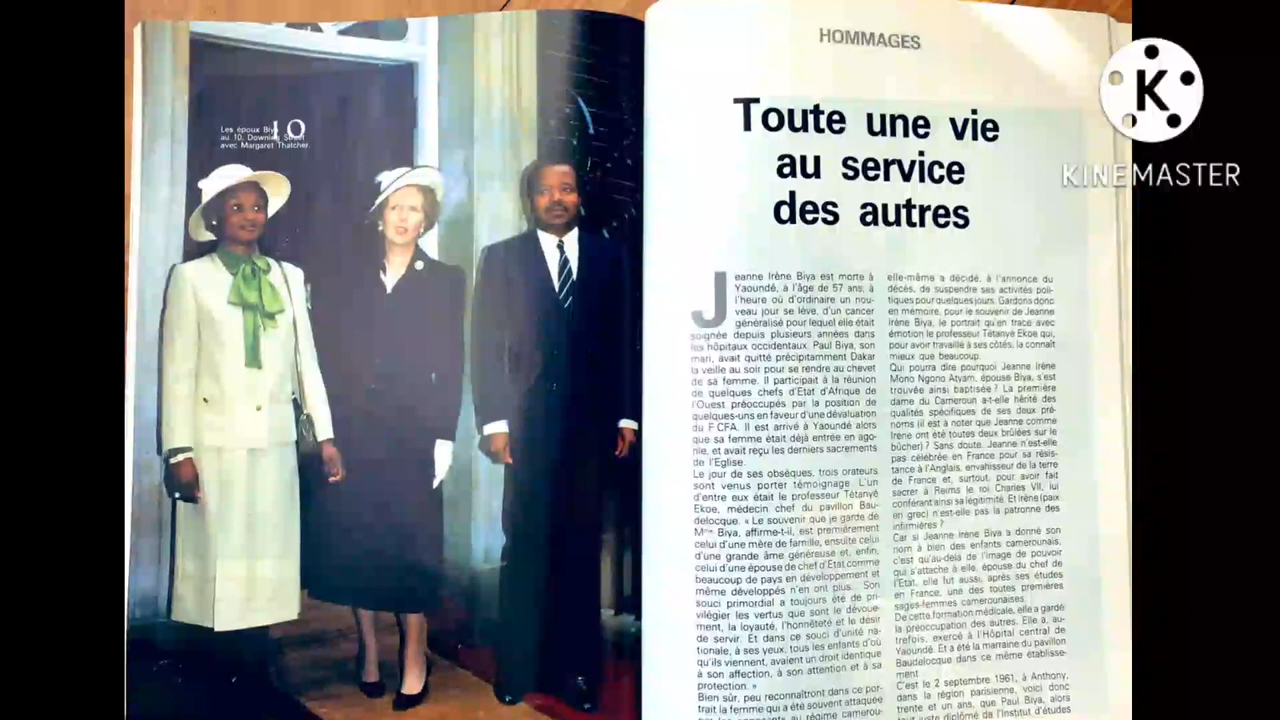 Les époux Biya
au 10, Downing Street
avec Margaret Thatcher.
10
HOMMAGES
Toute une vie
au service
des autres
Jeanne Irène Biya est morte à
Yaoundé, à l'âge de 57 ans, à
l'heure où d'ordinaire un nou-
veau jour se lève, d'un cancer
généralisé pour lequel elle était
soignée depuis plusieurs années dans
les hôpitaux occidentaux. Paul Biya, son
mari, avait quitté précipitamment Dakar
la veille au soir pour se rendre au chevet
de sa femme. Il participait à la réunion
de quelques chefs d'Etat d'Afrique de
l'Ouest préoccupés par la position de
quelques-uns en faveur d'une dévaluation
du F CFA. Il est arrivé à Yaoundé alors
que sa femme était déjà entrée en ago-
nie, et avait reçu les derniers sacrements
de l'Eglise.
Le jour de ses obsèques, trois orateurs
sont venus porter témoignage. L'un
d'entre eux était le professeur Tétanyé
Ekoe, médecin chef du pavillon Bau-
delocque. « Le souvenir que je garde de
Mme Biya, affirme-t-il, est premièrement
celui d'une mère de famille, ensuite celui
d'une grande âme généreuse et, enfin,
celui d'une épouse de chef d'Etat comme
beaucoup de pays en développement et
même développés n'en ont plus. Son
souci primordial a toujours été de pri-
vilégier les vertus que sont le dévoue-
ment, la loyauté, l'honnêteté et le désir
de servir. Et dans ce souci d'unité na-
tionale, à ses yeux, tous les enfants d'où
qu'ils viennent, avaient un droit identique
à son affection, à son attention et à sa
protection. »
Bien sûr, peu reconnaîtront dans ce por-
trait la femme qui a été souvent attaquée
par les opposants au régime camerou-
elle-même a décidé, à l'annonce du
décès, de suspendre ses activités poli-
tiques pour quelques jours. Gardons donc
en mémoire, pour le souvenir de Jeanne
Irène Biya, le portrait qu'en trace avec
émotion le professeur Tétanyé Ekoe qui,
pour avoir travaillé à ses côtés, la connaît
mieux que beaucoup.
Qui pourra dire pourquoi Jeanne Irène
Mono Ngono Atyam, épouse Biya, s'est
trouvée ainsi baptisée ? La première
dame du Cameroun a-t-elle hérité des
qualités spécifiques de ses deux pré-
noms (il est à noter que Jeanne comme
Irène ont été toutes deux brûlées sur le
bûcher) ? Sans doute. Jeanne n'est-elle
pas célébrée en France pour sa résis-
tance à l'Anglais, envahisseur de la terre
de France et, surtout, pour avoir fait
sacrer à Reims le roi Charles VII, lui
conférant ainsi sa légitimité. Et Irène (paix
en grec) n'est-elle pas la patronne des
infirmières ?
Car si Jeanne Irène Biya a donné son
nom à bien des enfants camerounais,
c'est qu'au-delà de l'image de pouvoir
qui s'attache à elle, épouse du chef de
l'Etat, elle fut aussi, après ses études
en France, une des toutes premières
sages-femmes camerounaises.
De cette formation médicale, elle a gardé
la préoccupation des autres. Elle a, au-
trefois, exercé à l'Hôpital central de
Yaoundé. Et a été la marraine du pavillon
Baudelocque dans ce même établisse-
ment
C'est le 2 septembre 1961, à Anthony,
dans la région parisienne, voici donc
trente et un ans, que Paul Biya, alors
tout juste diplômé de l'Institut d'études
K
KINEMASTER